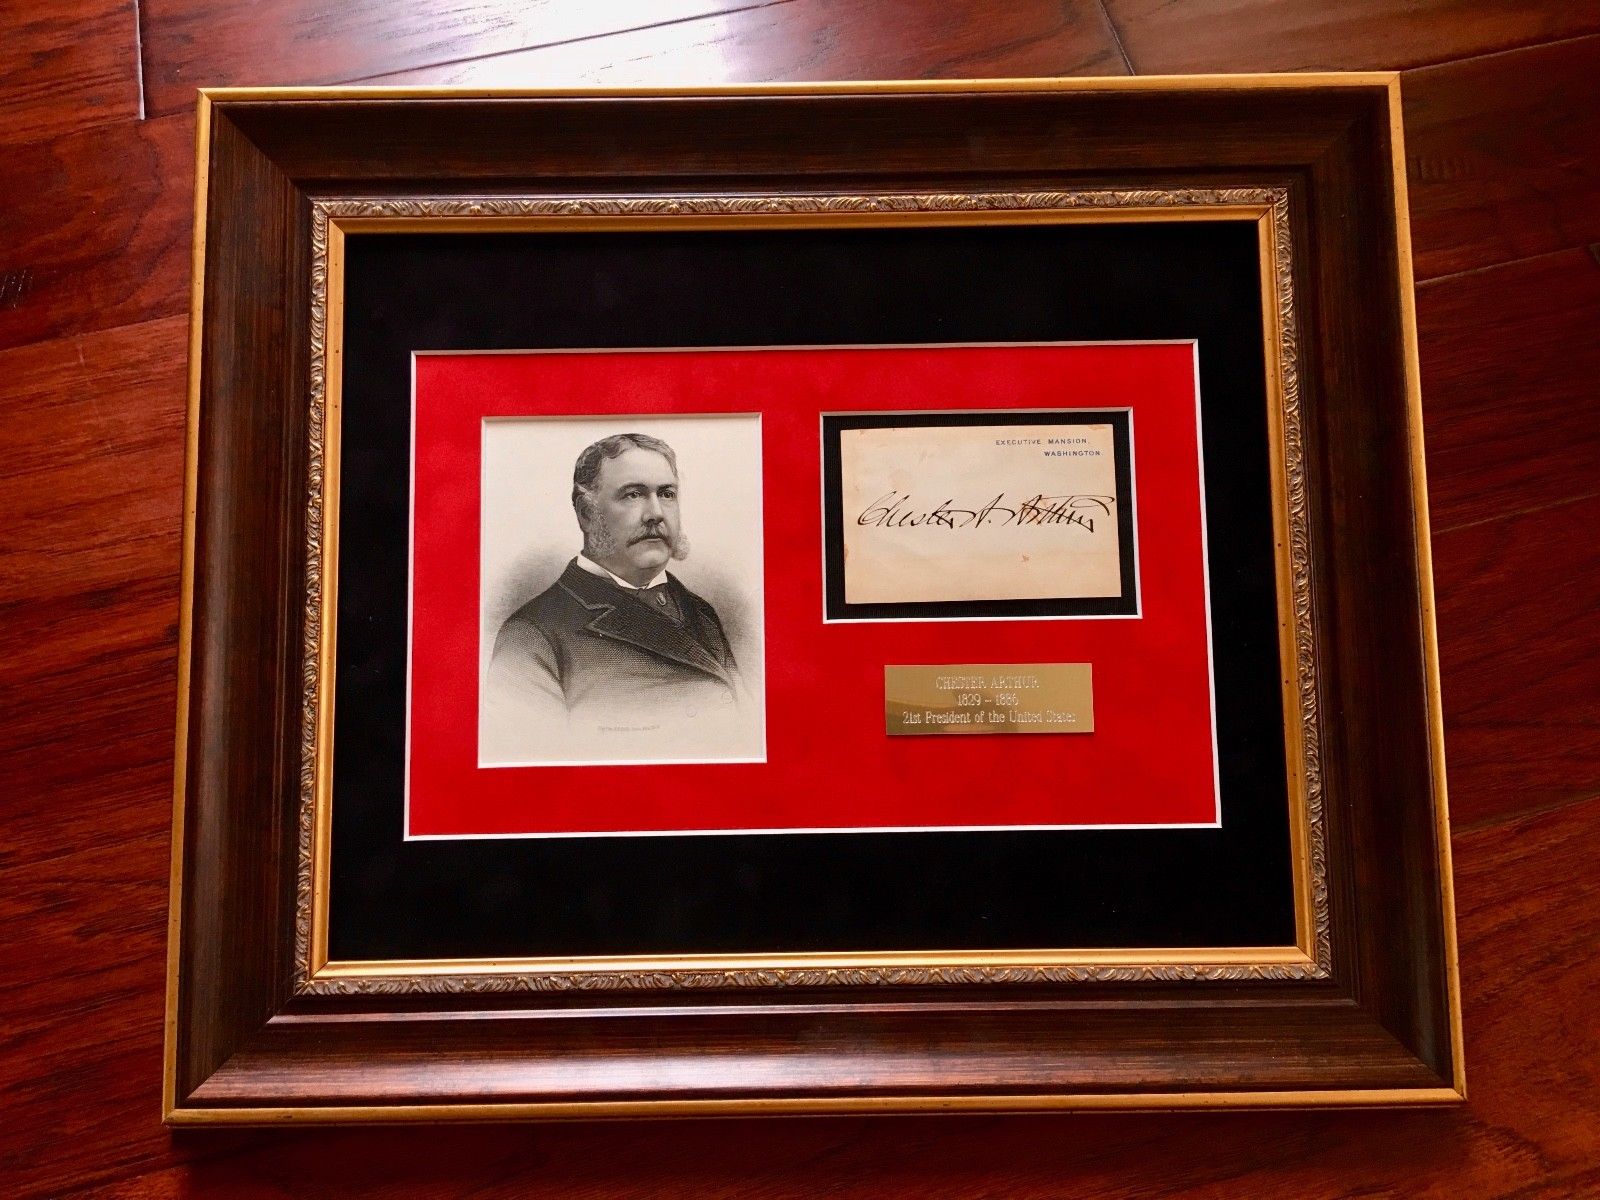 EXECUTIVE MANSION,
WASHINGTON.
Chester A. Arthur
CHESTER ARTHUR
1829 - 1886
21st President of the United States